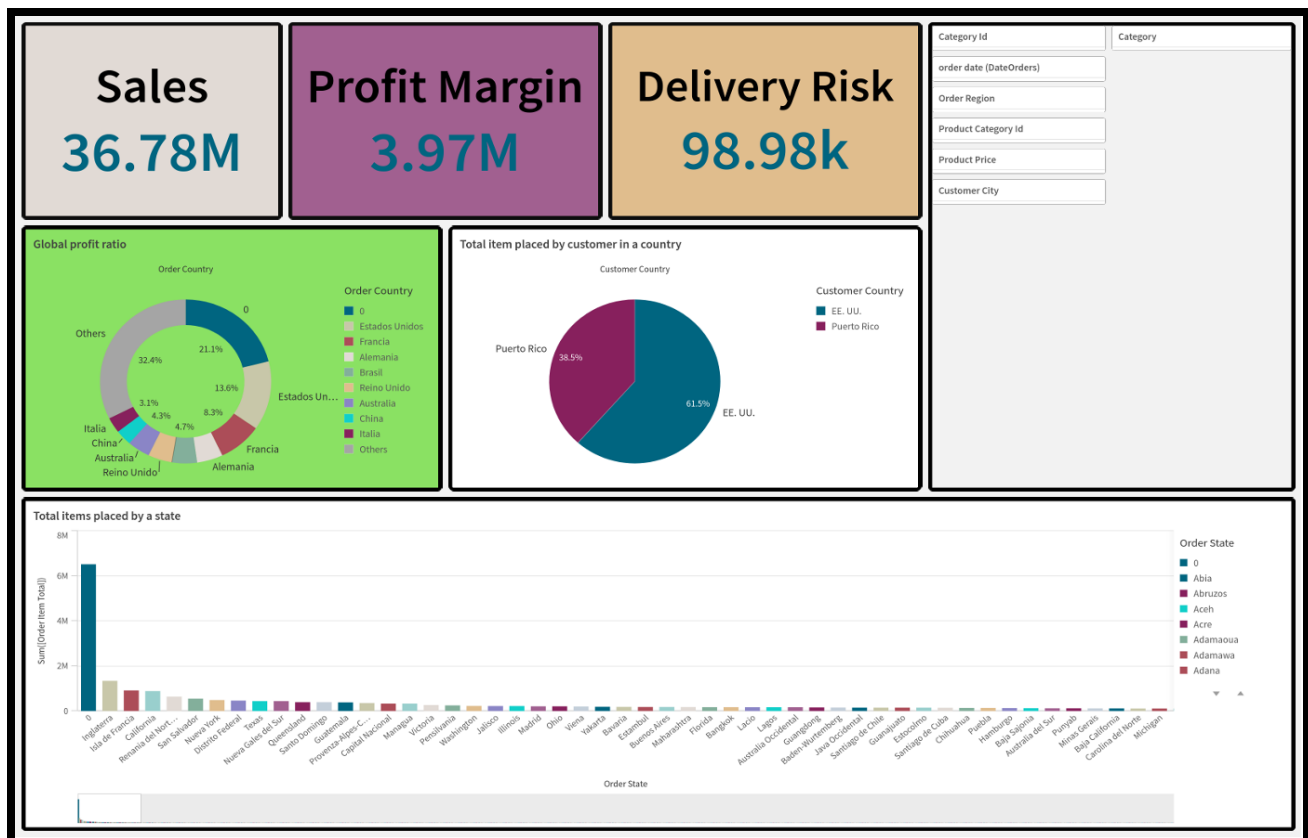 Sales
36.78M
Profit Margin
3.97M
Delivery Risk
98.98k
Category Id
Category
order date (DateOrders)
Order Region
Product Category Id
Product Price
Customer City
Global profit ratio
Order Country
0
Others
21.1%
32.4%
13.6%
3.1%
4.3%
8.3%
4.7%
Estados Un...
Italia
China
Australia
Reino Unido
Francia
Alemania
Order Country
0
Estados Unidos
Francia
Alemania
Brasil
Reino Unido
Australia
China
Italia
Others
Total item placed by customer in a country
Customer Country
Puerto Rico
38.5%
61.5%
EE. UU.
Customer Country
EE. UU.
Puerto Rico
Total items placed by a state
Sum([Order Item Total])
8M
6M
4M
2M
0
0
Inglaterra
Isla de Francia
California
Renania del Nort...
San Salvador
Nueva York
Distrito Federal
Texas
Nueva Gales del Sur
Queensland
Santo Domingo
Guatemala
Provenza-Alpes-C...
Capital Nacional
Managua
Victoria
Pensilvania
Washington
Jalisco
Illinois
Madrid
Ohio
Viena
Yakarta
Bavaria
Estambul
Buenos Aires
Maharashtra
Florida
Bangkok
Lacio
Lagos
Australia Occidental
Guangdong
Baden-Wurtemberg
Java Occidental
Santiago de Chile
Guanajuato
Estocolmo
Santiago de Cuba
Chihuahua
Puebla
Hamburgo
Baja Sajonia
Australia del Sur
Punyab
Minas Gerais
Baja California
Carolina del Norte
Michigan
Order State
Order State
0
Abia
Abruzos
Aceh
Acre
Adamaoua
Adamawa
Adana